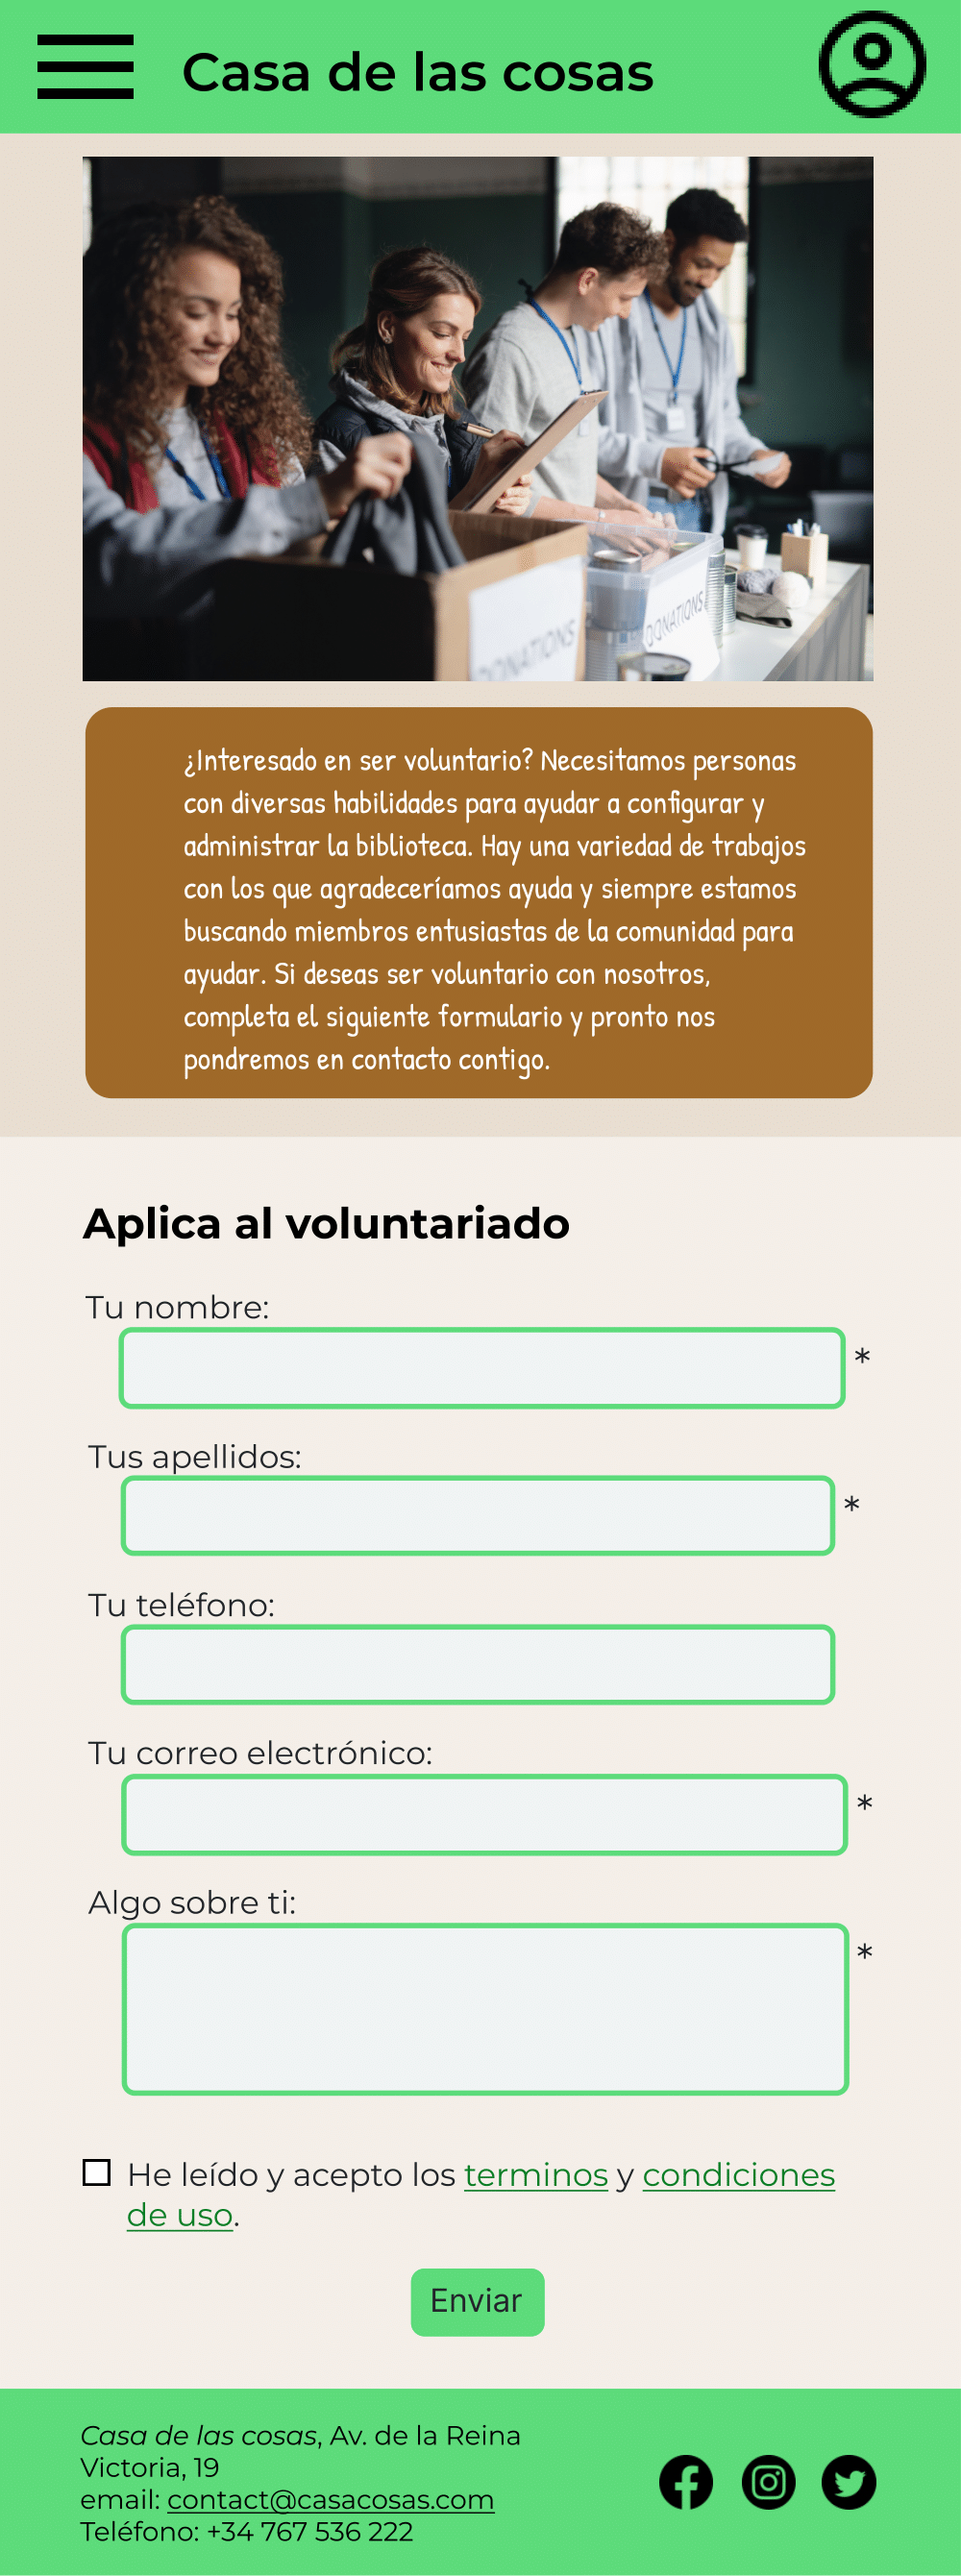 Casa de las cosas
DONATIONS
DONATIONS
¿Interesado en ser voluntario? Necesitamos personas
con diversas habilidades para ayudar a configurar y
administrar la biblioteca. Hay una variedad de trabajos
con los que agradeceríamos ayuda y siempre estamos
buscando miembros entusiastas de la comunidad para
ayudar. Si deseas ser voluntario con nosotros,
completa el siguiente formulario y pronto nos
pondremos en contacto contigo.
Aplica al voluntariado
Tu nombre:
*
Tus apellidos:
*
Tu teléfono:
Tu correo electrónico:
*
Algo sobre ti:
*
He leído y acepto los terminos y condiciones
de uso.
Enviar
Casa de las cosas, Av. de la Reina
Victoria, 19
email: contact@casacosas.com
Teléfono: +34 767 536 222